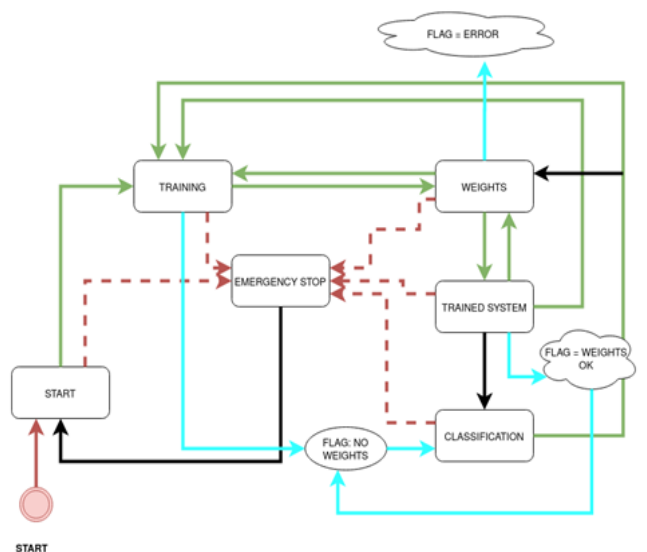 FLAG = ERROR
TRAINING
WEIGHTS
EMERGENCY STOP
TRAINED SYSTEM
FLAG = WEIGHTS
OK
START
CLASSIFICATION
FLAG: NO
WEIGHTS
START